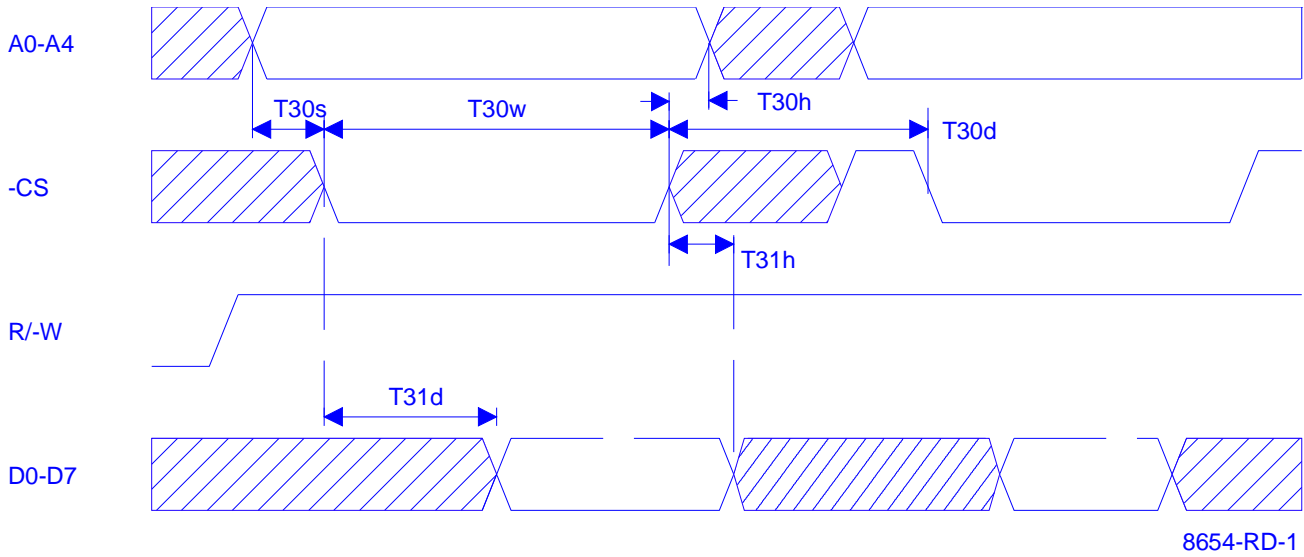 A0-A4
T30s
T30w
T30h
T30d
-CS
T31h
R/-W
T31d
D0-D7
8654-RD-1